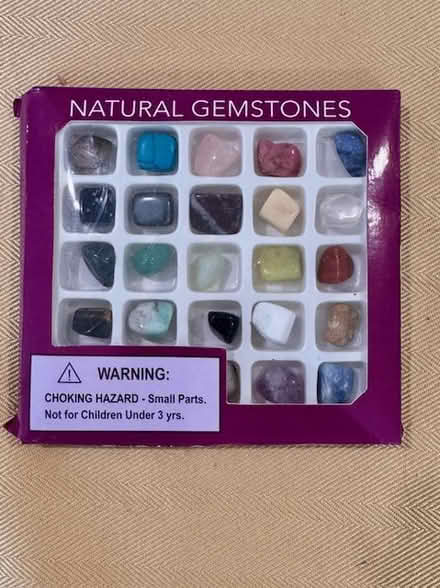 NATURAL GEMSTONES
WARNING:
CHOKING HAZARD - Small Parts.
Not for Children Under 3 yrs.